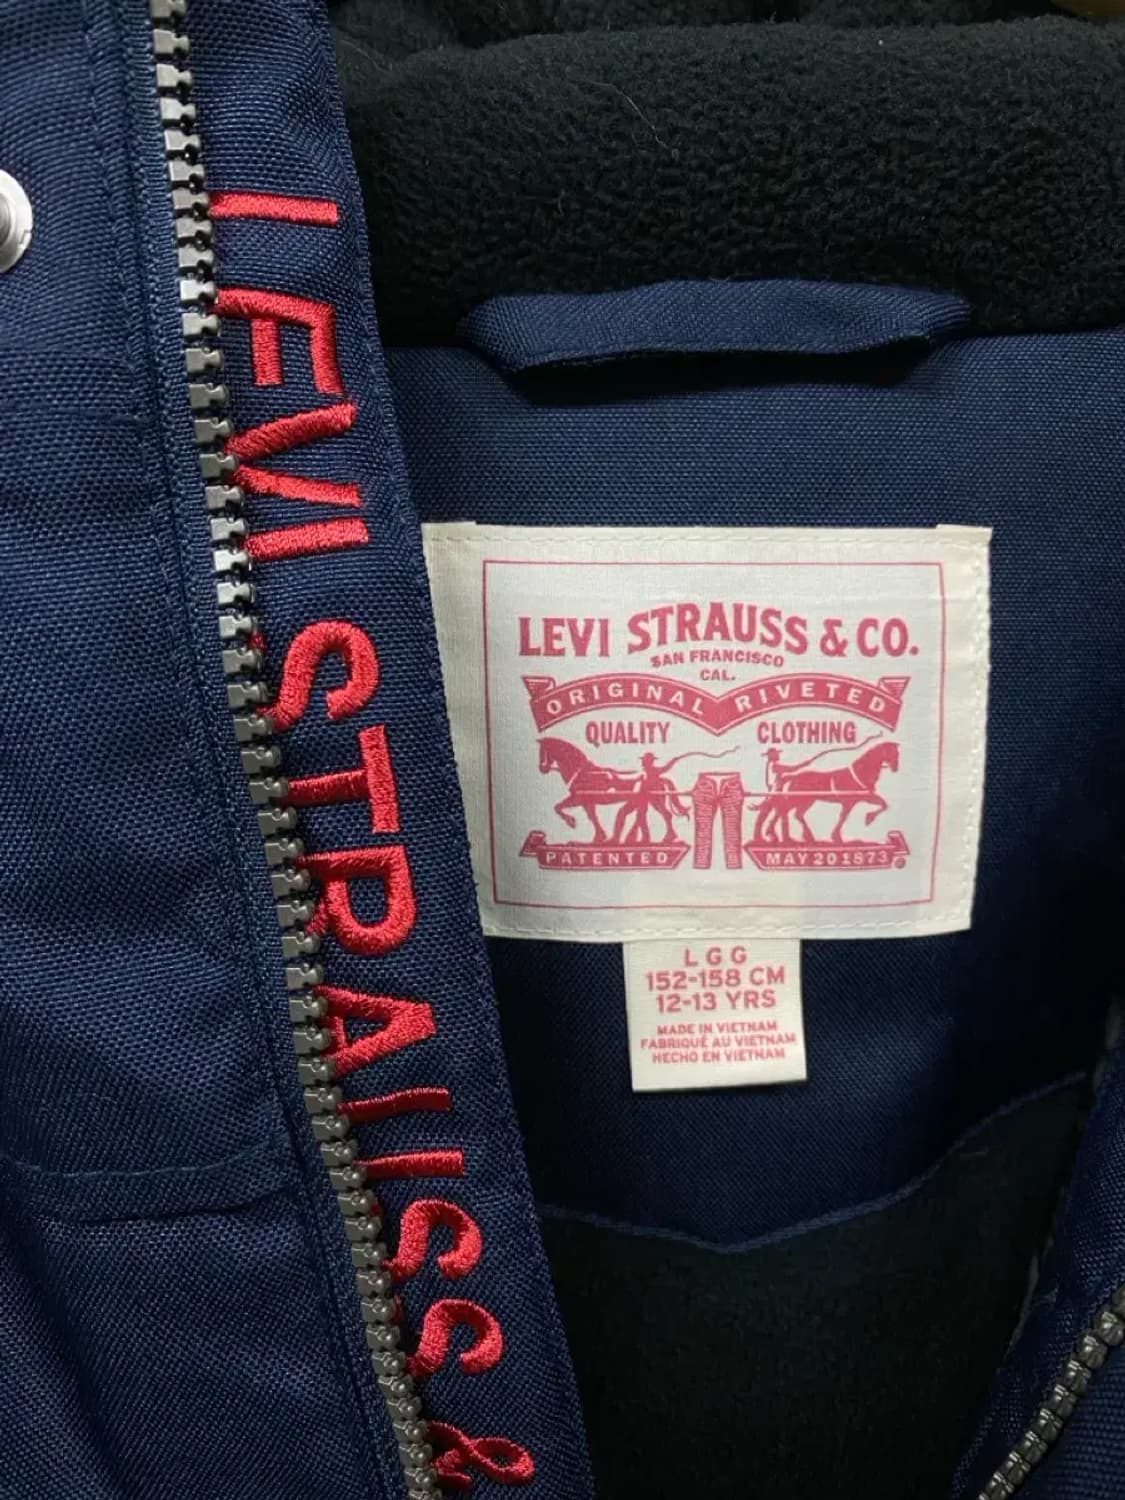 LEVI STRAUSS &
LEVI STRAUSS & CO.
SAN FRANCISCO
CAL.
ORIGINAL RIVETED
QUALITY CLOTHING
PATENTED MAY 20 1873
L G G
152-158 CM
12-13 YRS
MADE IN VIETNAM
FABRIQUÉ AU VIETNAM
HECHO EN VIETNAM